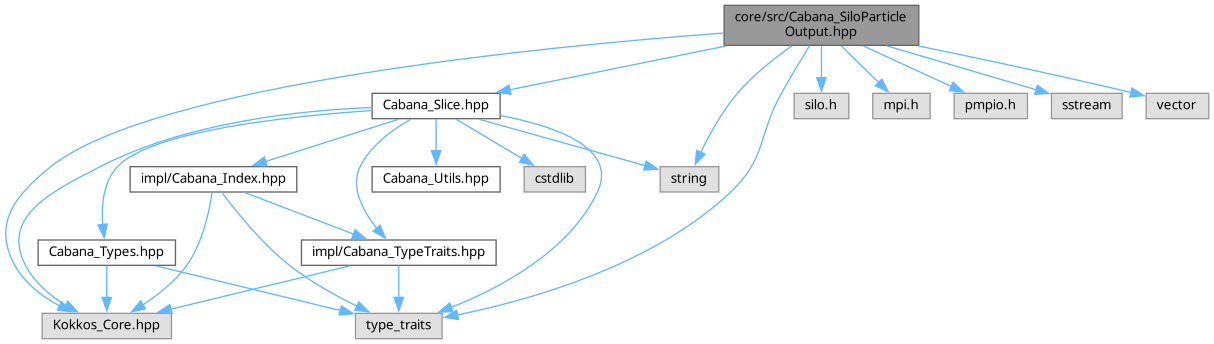 core/src/Cabana_SiloParticle
Output.hpp
Cabana_Slice.hpp
silo.h
mpi.h
pmpio.h
sstream
vector
impl/Cabana_Index.hpp
Cabana_Utils.hpp
cstdlib
string
Cabana_Types.hpp
impl/Cabana_TypeTraits.hpp
Kokkos_Core.hpp
type_traits